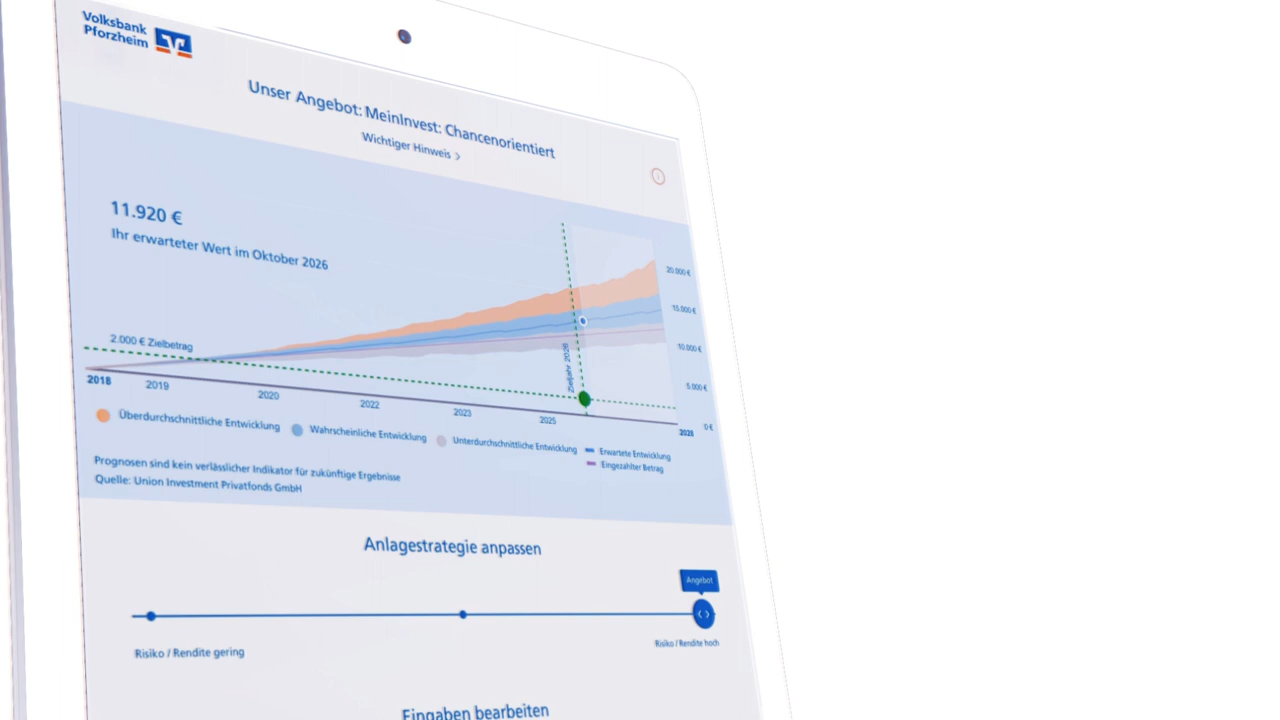 Volksbank
Pforzheim
Unser Angebot: MeinInvest: Chancenorientiert
Wichtiger Hinweis >
11.920 €
Ihr erwarteter Wert im Oktober 2026
20.000 €
15.000 €
10.000 €
5.000 €
0 €
2.000 € Zielbetrag
Zieljahr 2026
2018 2019 2020 2022 2023 2025 2028
Überdurchschnittliche Entwicklung Wahrscheinliche Entwicklung Unterdurchschnittliche Entwicklung Erwartete Entwicklung
Eingezahlter Betrag
Prognosen sind kein verlässlicher Indikator für zukünftige Ergebnisse
Quelle: Union Investment Privatfonds GmbH
Anlagestrategie anpassen
Angebot
Risiko / Rendite gering Risiko / Rendite hoch
Eingaben bearbeiten